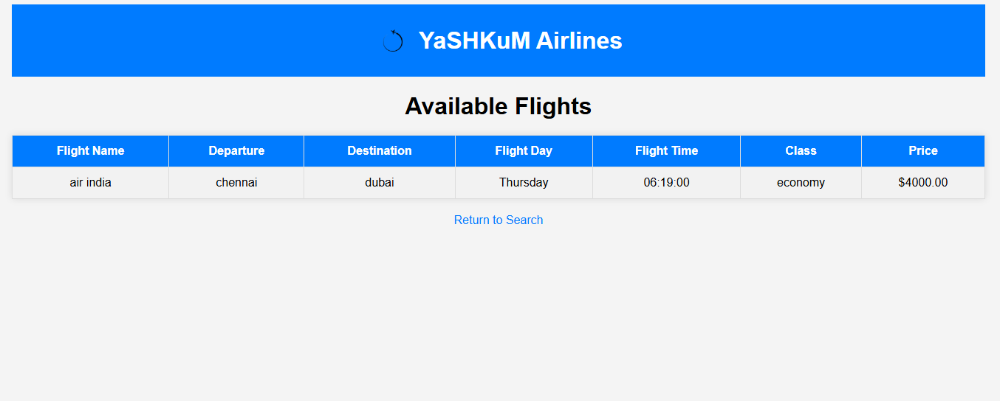 YaSHKuM Airlines
Available Flights
Flight Name Departure Destination Flight Day Flight Time Class Price
air india chennai dubai Thursday 06:19:00 economy $4000.00
Return to Search